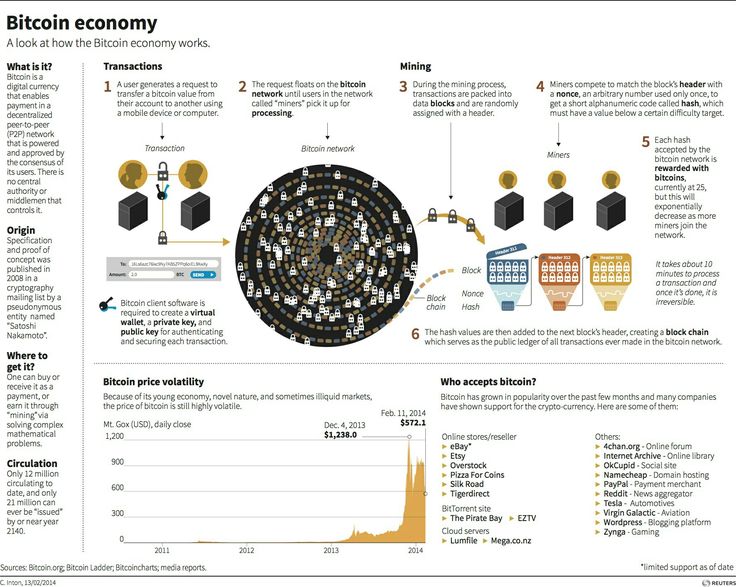 Bitcoin economy
A look at how the Bitcoin economy works.
What is it?
Bitcoin is a
digital currency
that enables
payment in a
decentralized
peer-to-peer
(P2P) network
that is powered
and approved by
the consensus of
its users. There is
no central
authority or
middlemen that
controls it.
Origin
Specification
and proof of
concept was
published in
2008 in a
cryptography
mailing list by a
pseudonymous
entity named
"Satoshi
Nakamoto".
Where to
get it?
One can buy or
receive it as a
payment, or
earn it through
"mining" via
solving complex
mathematical
problems.
Circulation
Only 12 million
circulating to
date, and only
21 million can
ever be "issued"
by or near year
2140.
Transactions
1 A user generates a request to
transfer a bitcoin value from
their account to another using
a mobile device or computer.
Transaction
To:
Amount: 2.0 BTC SEND
Bitcoin client software is
required to create a virtual
wallet, a private key, and
public key for authenticating
and securing each transaction.
2 The request floats on the bitcoin
network until users in the network
called "miners" pick it up for
processing.
Bitcoin network
Mining
3 During the mining process,
transactions are packed into
data blocks and are randomly
assigned with a header.
4 Miners compete to match the block's header with
a nonce, an arbitrary number used only once, to
get a short alphanumeric code called hash, which
must have a value below a certain difficulty target.
Miners
5 Each hash
accepted by the
bitcoin network is
rewarded with
bitcoins,
currently at 25,
but this will
exponentially
decrease as more
miners join the
network.
It takes about 10
minutes to process
a transaction and
once it's done, it is
irreversible.
Header 312
Header 313
Header 313
Block
Nonce
Hash
Block
chain
6 The hash values are then added to the next block's header, creating a block chain
which serves as the public ledger of all transactions ever made in the bitcoin network.
Bitcoin price volatility
Because of its young economy, novel nature, and sometimes illiquid markets,
the price of bitcoin is still highly volatile.
Mt. Gox (USD), daily close
Dec. 4, 2013
$1,238.0
Feb. 11, 2014
$572.1
1,200
900
600
300
0
2011
2012
2013
2014
Who accepts bitcoin?
Bitcoin has grown in popularity over the past few months and many companies
have shown support for the crypto-currency. Here are some of them:
Online stores/reseller
eBay*
Etsy
Overstock
Pizza For Coins
Silk Road
Tigerdirect
BitTorrent site
The Pirate Bay EZTV
Cloud servers
Lumfile Mega.co.nz
Others:
4chan.org - Online forum
Internet Archive - Online library
OkCupid - Social site
Namecheap - Domain hosting
PayPal - Payment merchant
Reddit - News aggregator
Tesla - Automotives
Virgin Galactic - Aviation
Wordpress - Blogging platform
Zynga - Gaming
Sources: Bitcoin.org; Bitcoin Ladder; Bitcoincharts; media reports.
*limited support as of date
C. Inton, 13/02/2014
REUTERS